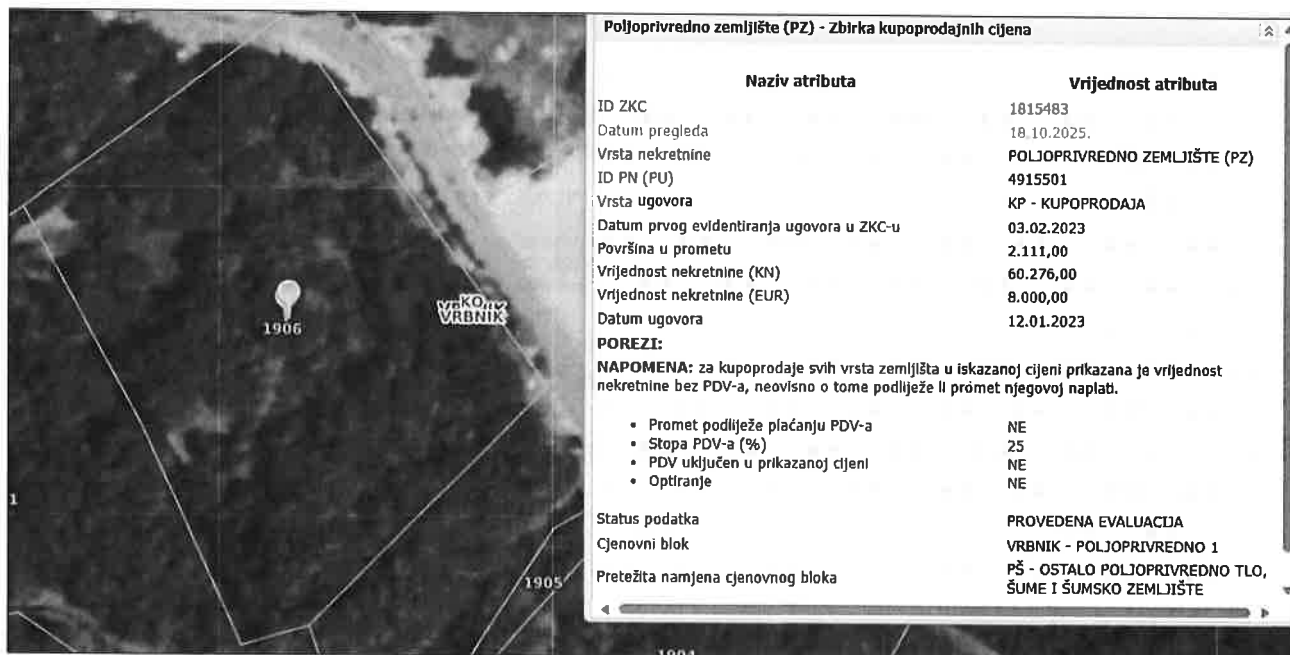 Poljoprivredno zemljište (PZ) - Zbirka kupoprodajnih cijena
Naziv atributa Vrijednost atributa
ID ZKC 1815483
Datum pregleda 18.10.2025.
Vrsta nekretnine POLJOPRIVREDNO ZEMLJIŠTE (PZ)
ID PN (PU) 4915501
Vrsta ugovora KP - KUPOPRODAJA
Datum prvog evidentiranja ugovora u ZKC-u 03.02.2023
Površina u prometu 2.111,00
Vrijednost nekretnine (KN) 60.276,00
Vrijednost nekretnine (EUR) 8.000,00
Datum ugovora 12.01.2023
POREZI:
NAPOMENA: za kupoprodaje svih vrsta zemljišta u iskazanoj cijeni prikazana je vrijednost
nekretnine bez PDV-a, neovisno o tome podliježe li promet njegovoj naplati.
• Promet podliježe plaćanju PDV-a NE
• Stopa PDV-a (%) 25
• PDV uključen u prikazanoj cijeni NE
• Optiranje NE
Status podatka PROVEDENA EVALUACIJA
Cjenovni blok VRBNIK - POLJOPRIVREDNO 1
Pretežita namjena cjenovnog bloka PŠ - OSTALO POLJOPRIVREDNO TLO,
ŠUME I ŠUMSKO ZEMLJIŠTE
1906
KO
VRBNIK
1
1905